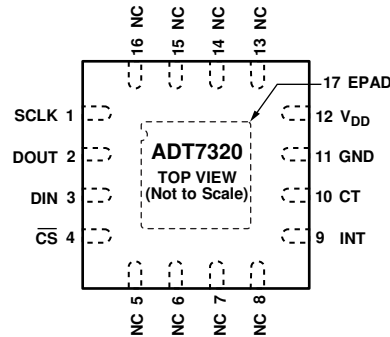 16 NC
15 NC
14 NC
13 NC
17 EPAD
SCLK 1
DOUT 2
DIN 3
CS 4
ADT7320
TOP VIEW
(Not to Scale)
12 VDD
11 GND
10 CT
9 INT
NC 5
NC 6
NC 7
NC 8